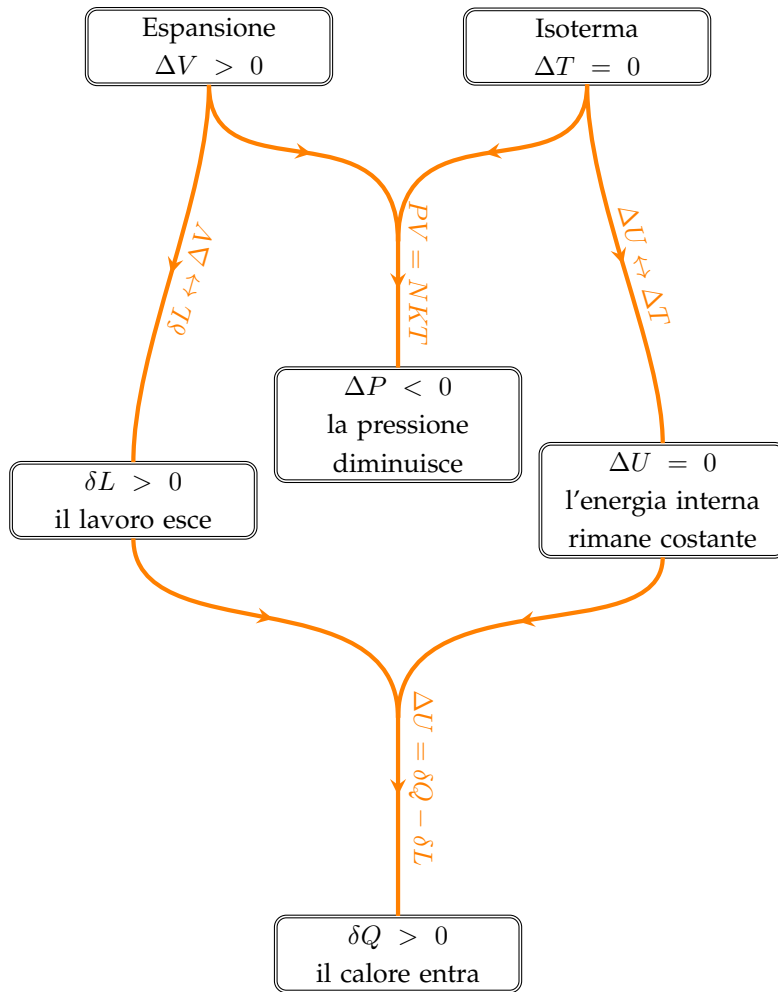 Espansione
ΔV > 0
Isoterma
ΔT = 0
δL ↔ ΔV
PV = NKT
ΔU ↔ ΔT
ΔP < 0
la pressione
diminuisce
δL > 0
il lavoro esce
ΔU = 0
l'energia interna
rimane costante
ΔU = δQ − δL
δQ > 0
il calore entra